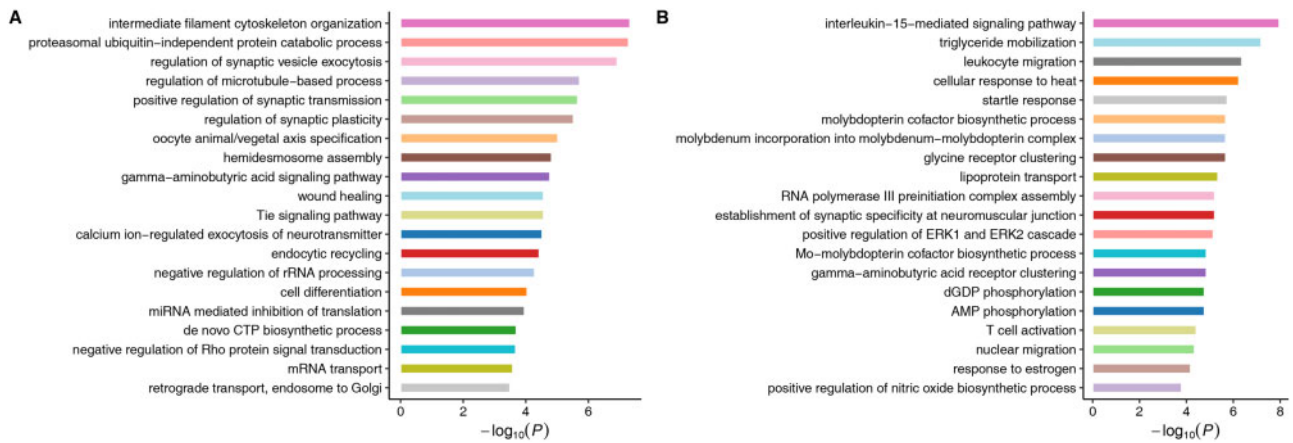 A
intermediate filament cytoskeleton organization
proteasomal ubiquitin-independent protein catabolic process
regulation of synaptic vesicle exocytosis
regulation of microtubule-based process
positive regulation of synaptic transmission
regulation of synaptic plasticity
oocyte animal/vegetal axis specification
hemidesmosome assembly
gamma-aminobutyric acid signaling pathway
wound healing
Tie signaling pathway
calcium ion-regulated exocytosis of neurotransmitter
endocytic recycling
negative regulation of rRNA processing
cell differentiation
miRNA mediated inhibition of translation
de novo CTP biosynthetic process
negative regulation of Rho protein signal transduction
mRNA transport
retrograde transport, endosome to Golgi
0 2 4 6
−log10(P)
B
interleukin-15-mediated signaling pathway
triglyceride mobilization
leukocyte migration
cellular response to heat
startle response
molybdopterin cofactor biosynthetic process
molybdenum incorporation into molybdenum-molybdopterin complex
glycine receptor clustering
lipoprotein transport
RNA polymerase III preinitiation complex assembly
establishment of synaptic specificity at neuromuscular junction
positive regulation of ERK1 and ERK2 cascade
Mo-molybdopterin cofactor biosynthetic process
gamma-aminobutyric acid receptor clustering
dGDP phosphorylation
AMP phosphorylation
T cell activation
nuclear migration
response to estrogen
positive regulation of nitric oxide biosynthetic process
0 2 4 6 8
−log10(P)